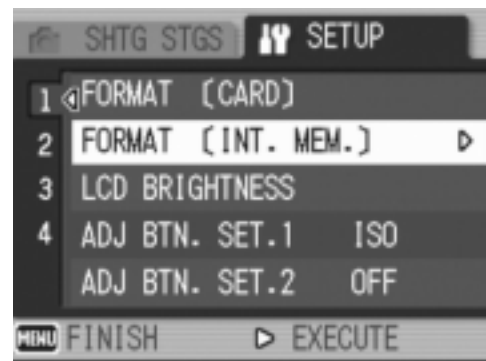 SHTG STGS SETUP
1 FORMAT [CARD]
2 FORMAT [INT. MEM.]
3 LCD BRIGHTNESS
4 ADJ BTN. SET.1 ISO
ADJ BTN. SET.2 OFF
MENU FINISH EXECUTE